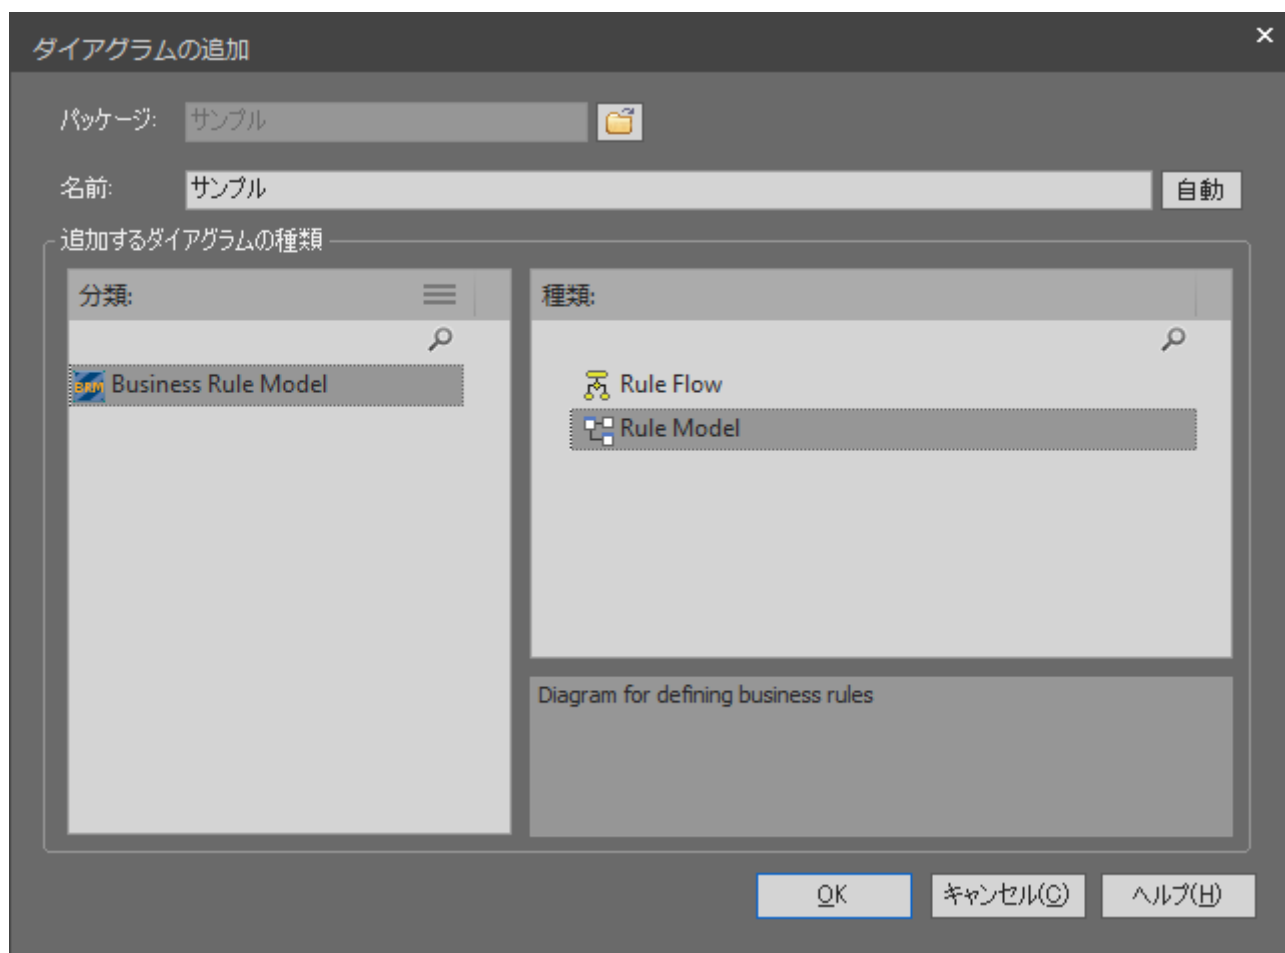 ダイアグラムの追加
パッケージ: サンプル
名前: サンプル 自動
追加するダイアグラムの種類
分類:
BRM Business Rule Model
種類:
Rule Flow
Rule Model
Diagram for defining business rules
OK キャンセル(C) ヘルプ(H)